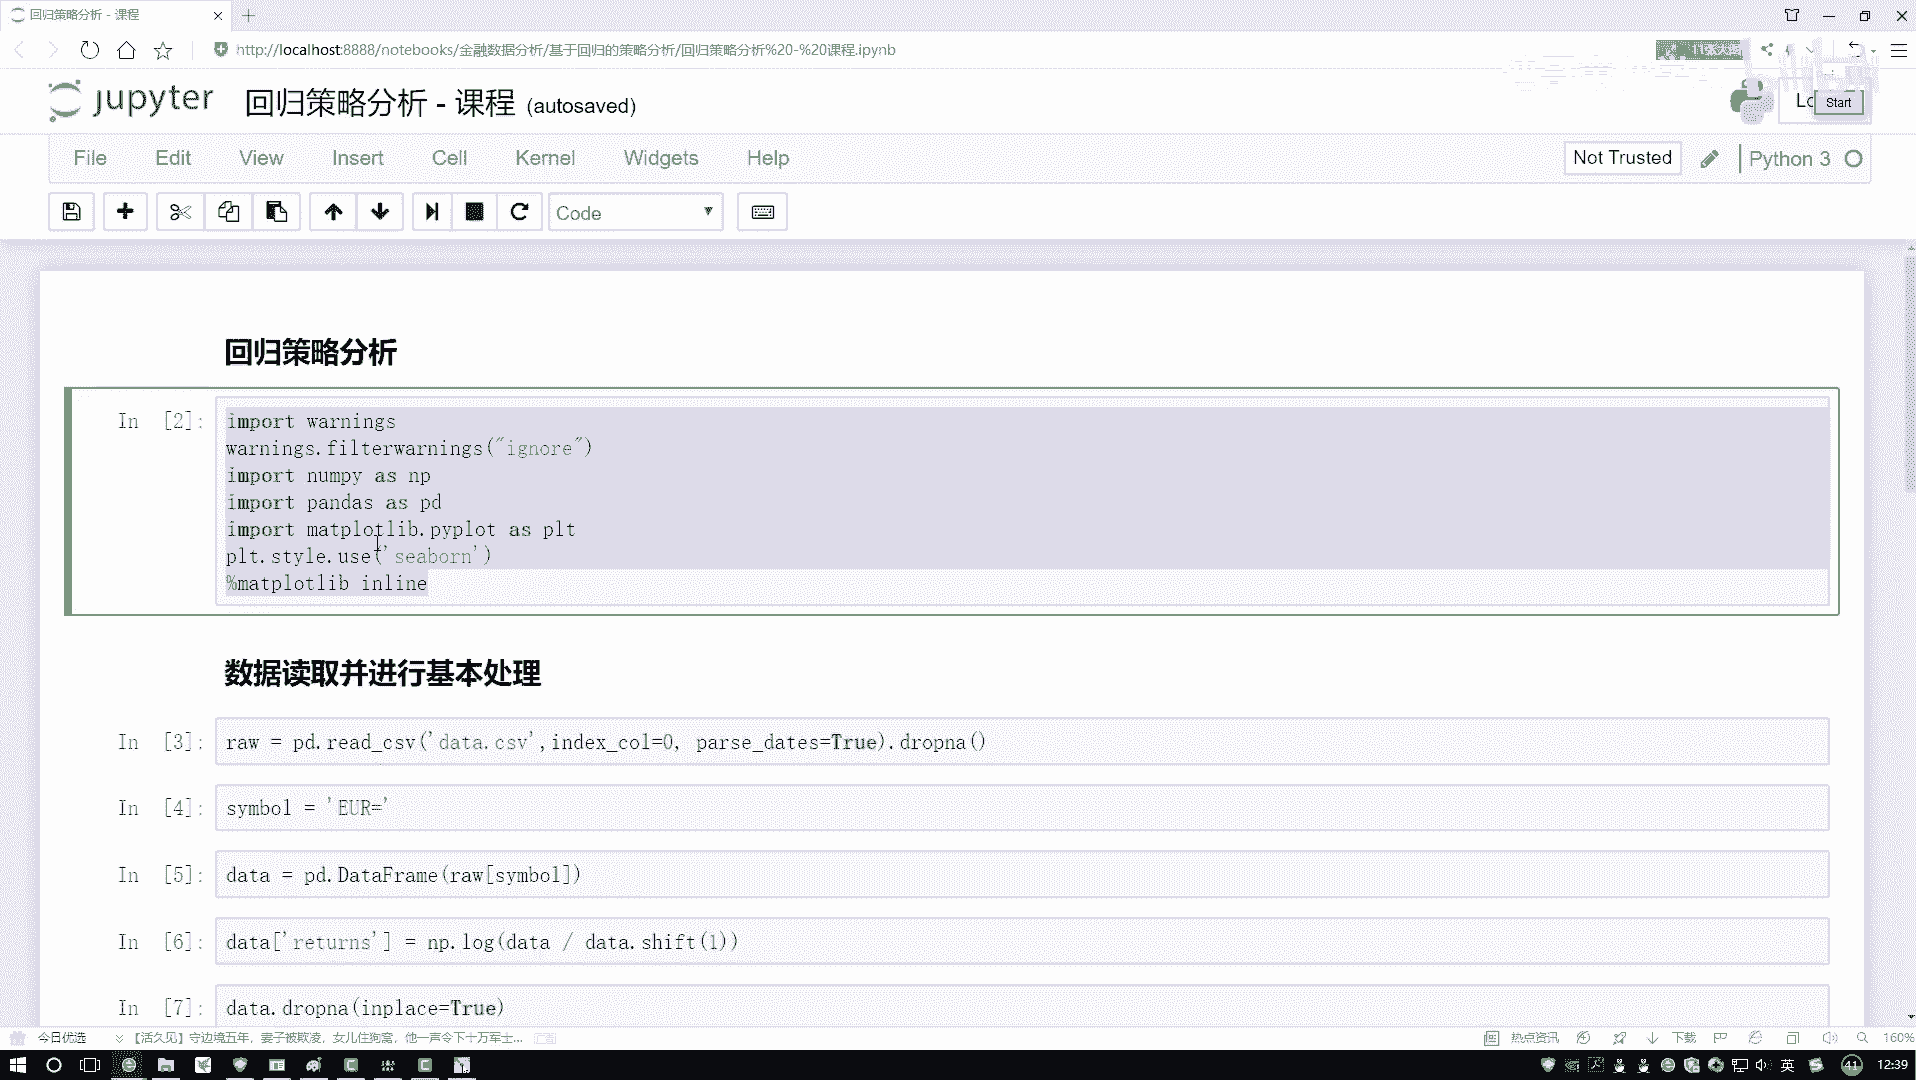 回归策略分析 - 课程
http://localhost:8888/notebooks/金融数据分析/基于回归的策略分析/回归策略分析%20-%20课程.ipynb
jupyter 回归策略分析 - 课程 (autosaved)
Start
File Edit View Insert Cell Kernel Widgets Help
Not Trusted Python 3
Code
回归策略分析
In [2]:
import warnings
warnings.filterwarnings("ignore")
import numpy as np
import pandas as pd
import matplotlib.pyplot as plt
plt.style.use('seaborn')
%matplotlib inline
数据读取并进行基本处理
In [3]: raw = pd.read_csv('data.csv',index_col=0, parse_dates=True).dropna()
In [4]: symbol = 'EUR='
In [5]: data = pd.DataFrame(raw[symbol])
In [6]: data['returns'] = np.log(data / data.shift(1))
In [7]: data.dropna(inplace=True)
今日优选 【活久见】守边境五年，妻子被欺凌，女儿住狗窝，他一声令下十万军士... 热点资讯 下载 160%
英 41 12:39